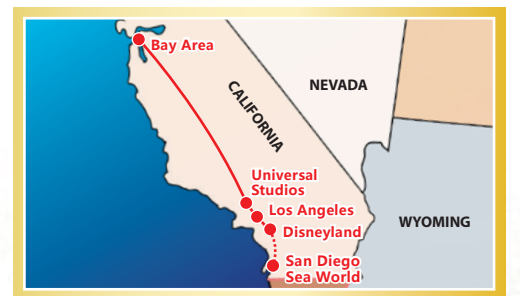 Bay Area
NEVADA
CALIFORNIA
Universal
Studios
Los Angeles
Disneyland
WYOMING
San Diego
Sea World